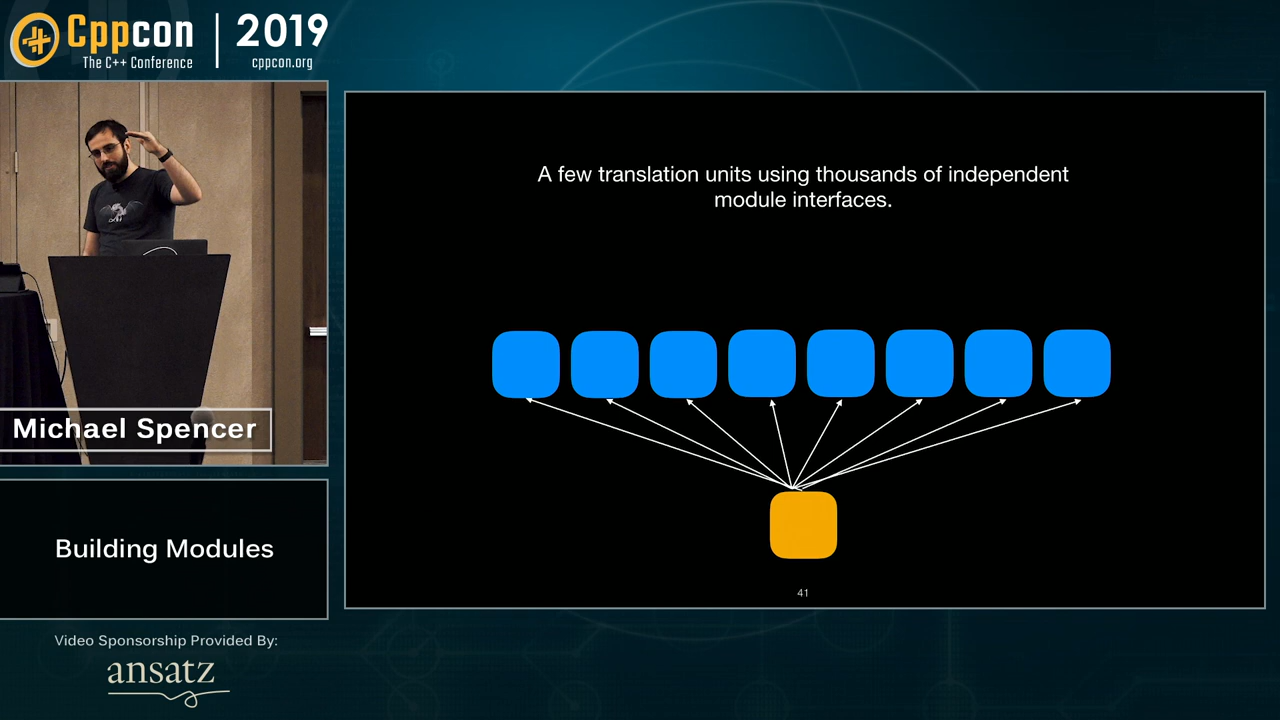 Cppcon
The C++ Conference
2019
cppcon.org
A few translation units using thousands of independent
module interfaces.
41
Michael Spencer
Building Modules
Video Sponsorship Provided By:
ansatz